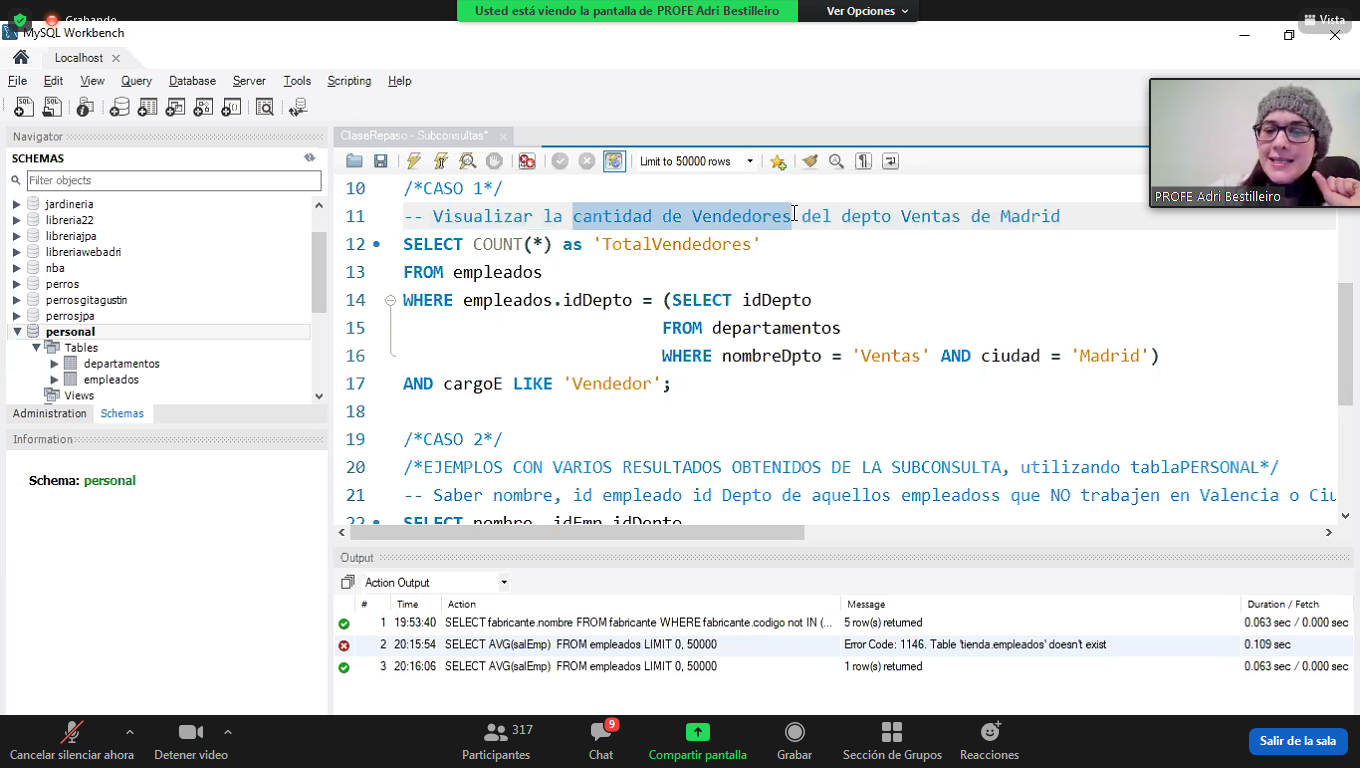 Usted está viendo la pantalla de PROFE Adri Bestilleiro
Ver Opciones
Grabando
Vista
MySQL Workbench
Localhost
File Edit View Query Database Server Tools Scripting Help
Navigator
SCHEMAS
Filter objects
jardineria
libreria22
libreriajpa
libreriawebadri
nba
perros
perrosgitagustin
perrosjpa
personal
Tables
departamentos
empleados
Views
Administration Schemas
Information
Schema: personal
ClaseRepaso - Subconsultas*
Limit to 50000 rows
10 /*CASO 1*/
11 -- Visualizar la cantidad de Vendedores del depto Ventas de Madrid
12 SELECT COUNT(*) as 'TotalVendedores'
13 FROM empleados
14 WHERE empleados.idDepto = (SELECT idDepto
15 FROM departamentos
16 WHERE nombreDpto = 'Ventas' AND ciudad = 'Madrid')
17 AND cargoE LIKE 'Vendedor';
18
19 /*CASO 2*/
20 /*EJEMPLOS CON VARIOS RESULTADOS OBTENIDOS DE LA SUBCONSULTA, utilizando tablaPERSONAL*/
21 -- Saber nombre, id empleado id Depto de aquellos empleadoss que NO trabajen en Valencia o Ciu
22 SELECT nombre, idEmp,idDepto
PROFE Adri Bestilleiro
Output
Action Output
# Time Action Message Duration / Fetch
1 19:53:40 SELECT fabricante.nombre FROM fabricante WHERE fabricante.codigo not IN (... 5 row(s) returned 0.063 sec / 0.000 sec
2 20:15:54 SELECT AVG(salEmp) FROM empleados LIMIT 0, 50000 Error Code: 1146. Table 'tienda.empleados' doesn't exist 0.109 sec
3 20:16:06 SELECT AVG(salEmp) FROM empleados LIMIT 0, 50000 1 row(s) returned 0.063 sec / 0.000 sec
Cancelar silenciar ahora
Detener video
317
Participantes
9
Chat
Compartir pantalla
Grabar
Sección de Grupos
Reacciones
Salir de la sala